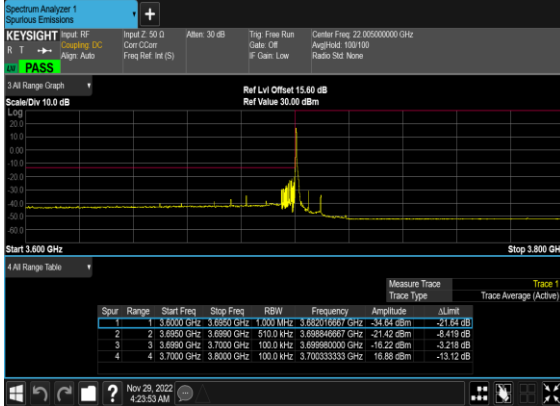 Spectrum Analyzer 1
Spurious Emissions
+
KEYSIGHT Input: RF Input Z: 50 Ω Atten: 30 dB Trig: Free Run Center Freq: 22.005000000 GHz
R T Coupling: DC Corr CCorr Gate: Off Avg|Hold: 100/100
Align: Auto Freq Ref: Int (S) IF Gain: Low Radio Std: None
LXI PASS
3.All Range Graph Ref Lvl Offset 15.60 dB
Scale/Div 10.0 dB Ref Value 30.00 dBm
Log
20.0
10.0
0.00
-10.0
-20.0
-30.0
-40.0
-50.0
-60.0
Start 3.600 GHz Stop 3.800 GH
4.All Range Table
Measure Trace Trace 1
Trace Type Trace Average (Active)
Spur Range Start Freq Stop Freq RBW Frequency Amplitude ΔLimit
1 1 3.6000 GHz 3.6950 GHz 1.000 MHz 3.682016667 GHz -34.64 dBm -21.64 dB
2 2 3.6950 GHz 3.6990 GHz 510.0 kHz 3.698846667 GHz -21.42 dBm -8.419 dB
3 3 3.6990 GHz 3.7000 GHz 100.0 kHz 3.699980000 GHz -16.22 dBm -3.218 dB
4 4 3.7000 GHz 3.8000 GHz 100.0 kHz 3.700333333 GHz 16.88 dBm -13.12 dB
? Nov 29, 2022
4:23:53 AM